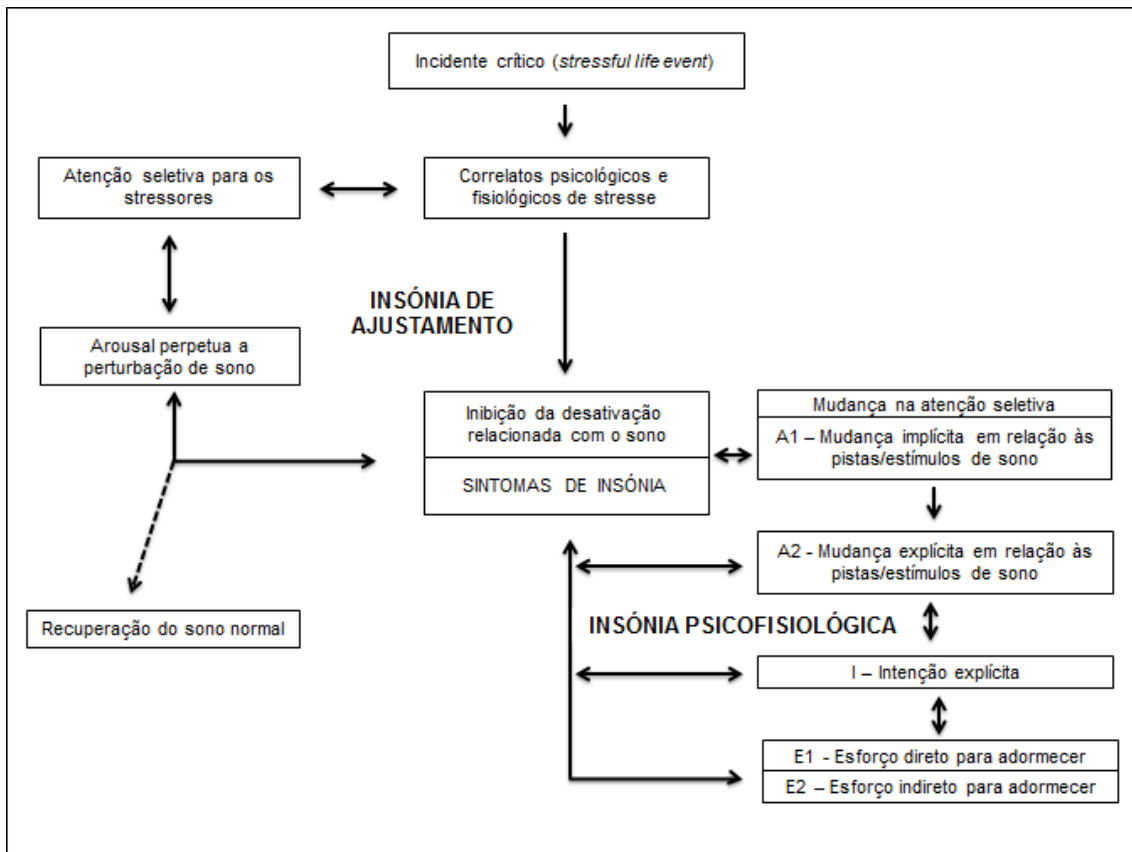 Incidente crítico (stressful life event)
Atenção seletiva para os
stressores
Correlatos psicológicos e
fisiológicos de stresse
INSÓNIA DE
AJUSTAMENTO
Arousal perpetua a
perturbação de sono
Inibição da desativação
relacionada com o sono
SINTOMAS DE INSÓNIA
Mudança na atenção seletiva
A1 – Mudança implícita em relação às
pistas/estímulos de sono
A2 - Mudança explícita em relação às
pistas/estímulos de sono
Recuperação do sono normal
INSÓNIA PSICOFISIOLÓGICA
I – Intenção explícita
E1 - Esforço direto para adormecer
E2 – Esforço indireto para adormecer